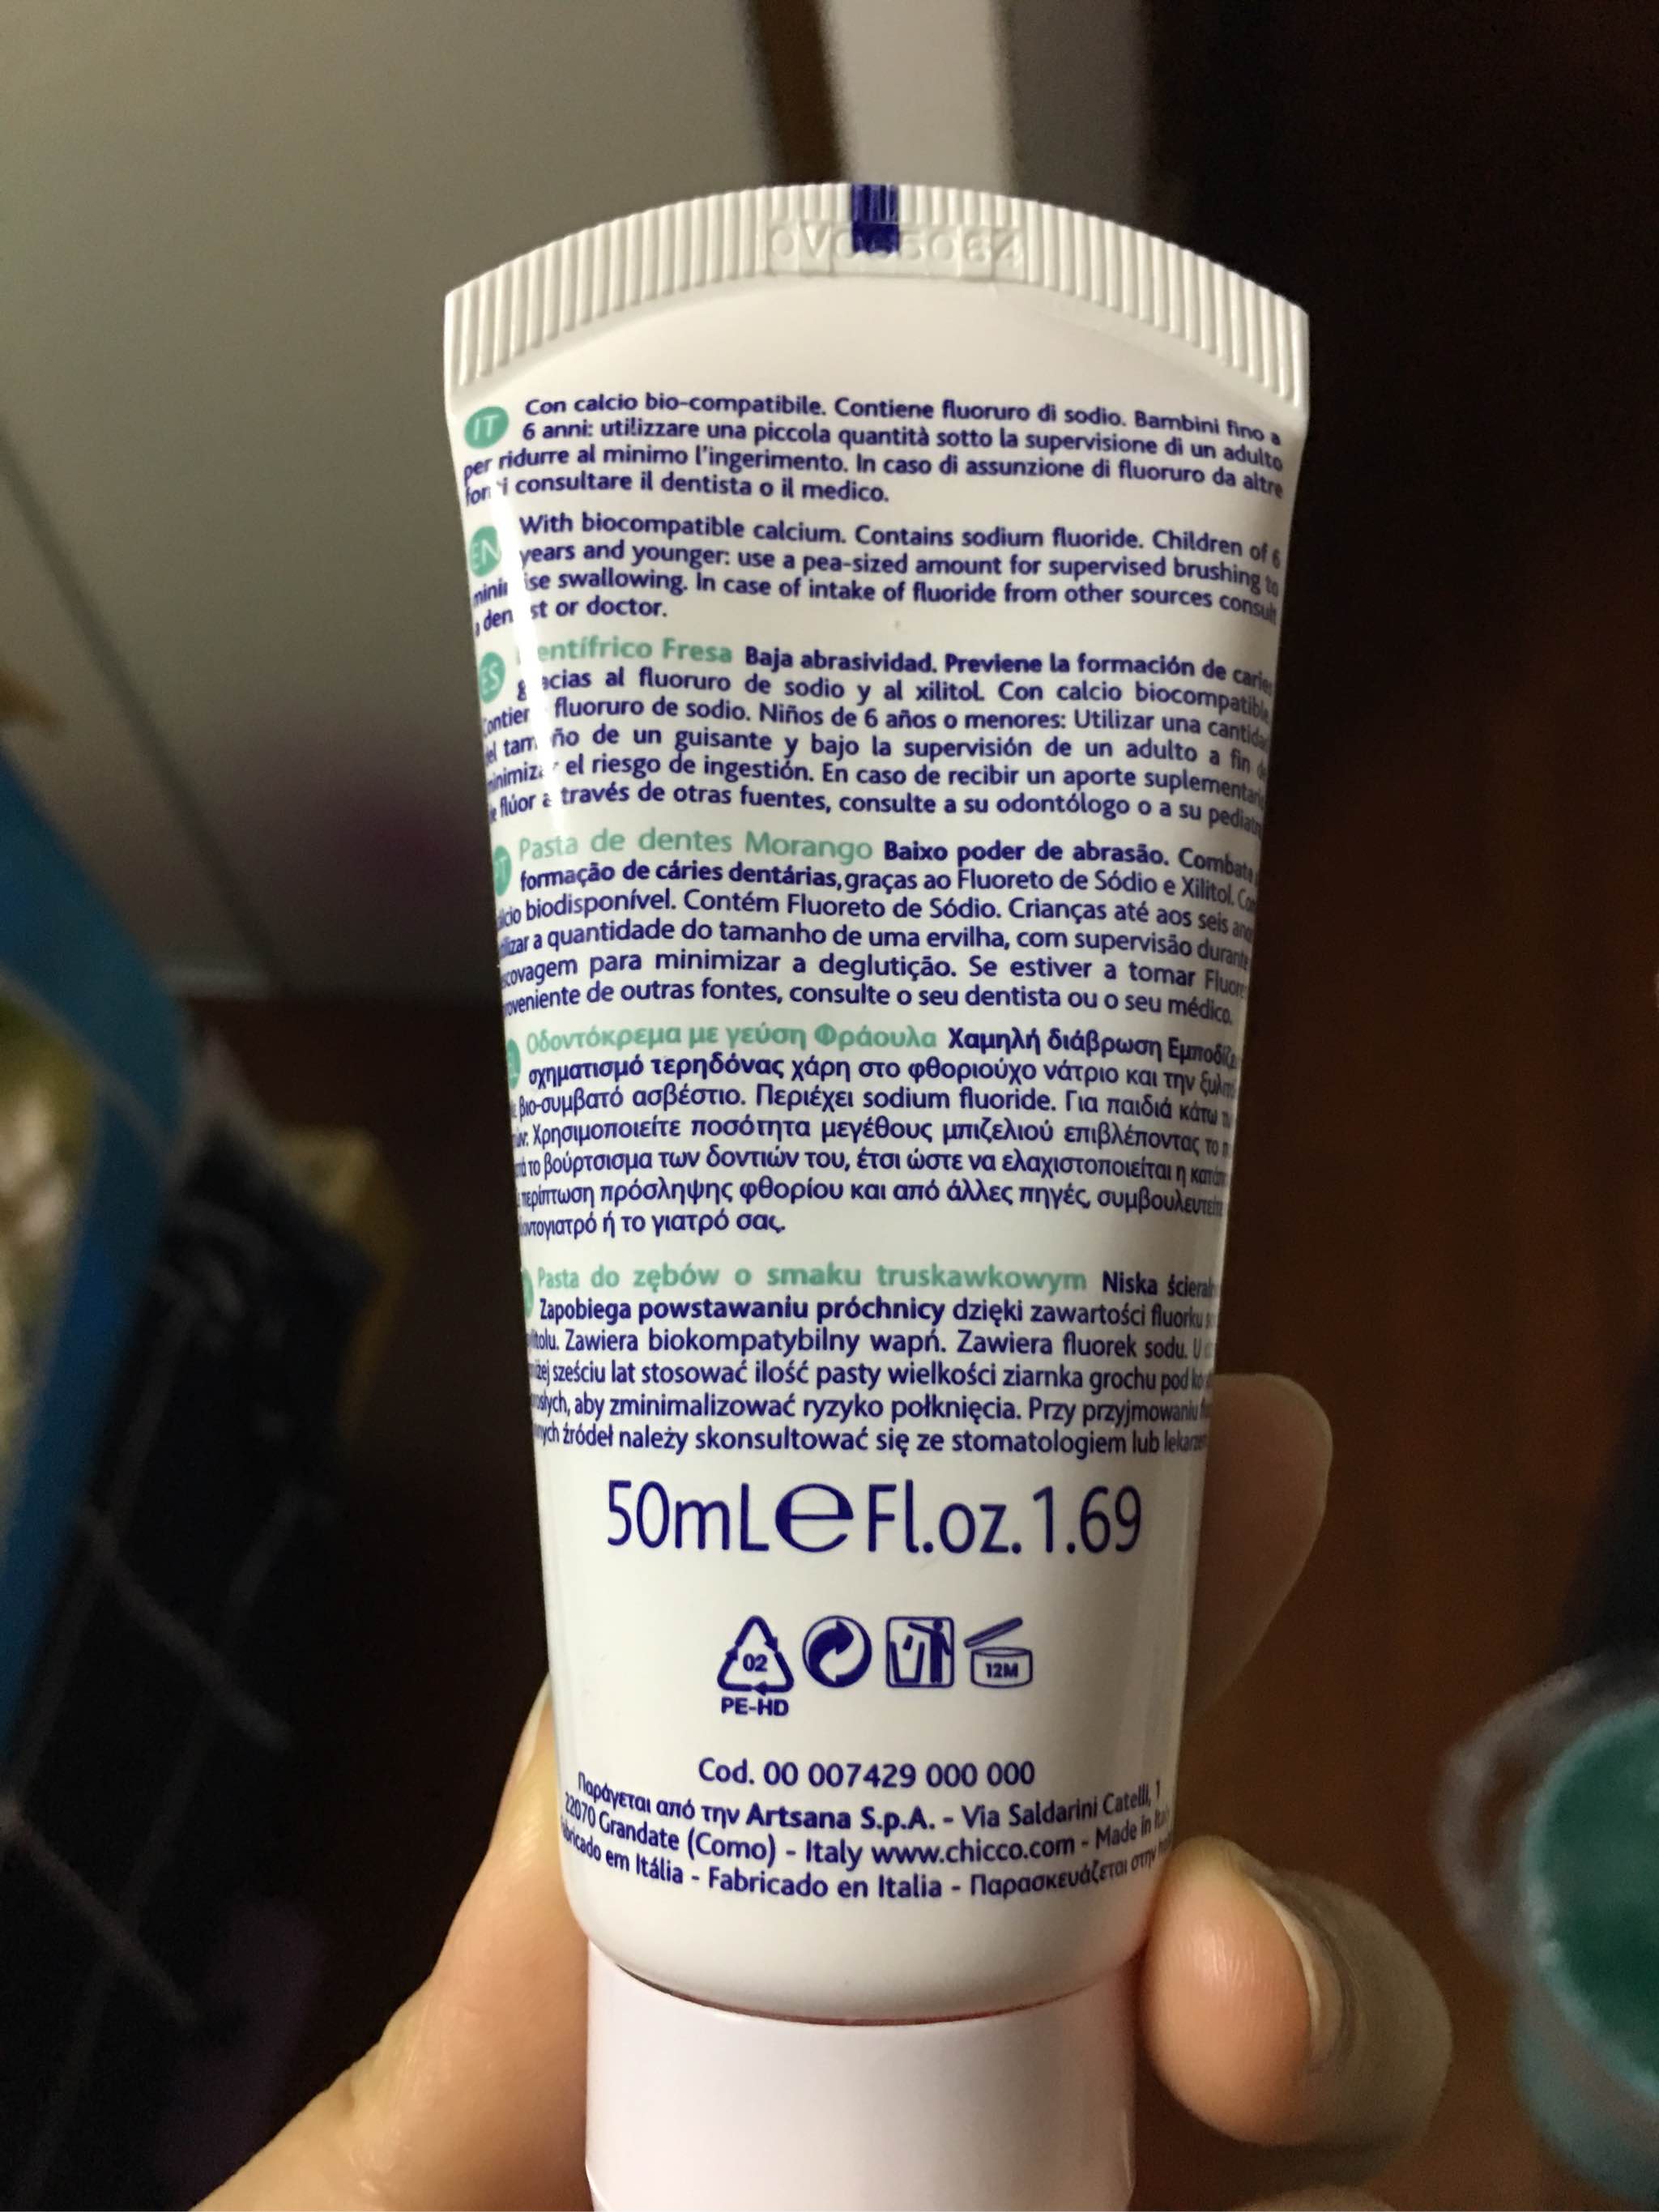 IT Con calcio bio-compatibile. Contiene fluoruro di sodio. Bambini fino a
6 anni: utilizzare una piccola quantità sotto la supervisione di un adulto
per ridurre al minimo l'ingerimento. In caso di assunzione di fluoruro da altre
consultare il dentista o il medico.
EN With biocompatible calcium. Contains sodium fluoride. Children of 6
years and younger: use a pea-sized amount for supervised brushing to
swallowing. In case of intake of fluoride from other sources consult
or doctor.
ES Fresa Baja abrasividad. Previene la formación de caries
al fluoruro de sodio y al xilitol. Con calcio biocompatible.
fluoruro de sodio. Niños de 6 años o menores: Utilizar una cantidad
de un guisante y bajo la supervisión de un adulto a fin de
el riesgo de ingestión. En caso de recibir un aporte suplementario
flúor a través de otras fuentes, consulte a su odontólogo o a su
Pasta de dentes Morango Baixo poder de abrasão. Combate
formação de cáries dentárias,graças ao Fluoreto de Sódio e Xilitol.
biodisponível. Contém Fluoreto de Sódio. Crianças até aos seis
a quantidade do tamanho de uma ervilha, com supervisão durante
para minimizar a deglutição. Se estiver a tomar
de outras fontes, consulte o seu dentista ou o seu médico.
Οδοντόκρεμα με γεύση Φράουλα Χαμηλή διάβρωση
σχηματισμό τερηδόνας χάρη στο φθοριούχο νάτριο και την
βιο-συμβατό ασβέστιο. Περιέχει sodium fluoride. Για παιδιά κάτω
Χρησιμοποιείτε ποσότητα μεγέθους μπιζελιού επιβλέποντας το
το βούρτσισμα των δοντιών του, έτσι ώστε να ελαχιστοποιείται η
πρόσληψης φθορίου και από άλλες πηγές, συμβουλευτείτε
ή το γιατρό σας.
Pasta do zębów o smaku truskawkowym Niska
Zapobiega powstawaniu próchnicy dzięki zawartości fluorku
Zawiera biokompatybilny wapń. Zawiera fluorek sodu. U
sześciu lat stosować ilość pasty wielkości ziarnka grochu pod
aby zminimalizować ryzyko połknięcia. Przy przyjmowaniu
źródeł należy skonsultować się ze stomatologiem lub
50mL e Fl.oz. 1.69
02
PE-HD
12M
Cod. 00 007429 000 000
Παράγεται από την Artsana S.p.A. - Via Saldarini Catelli, 1
22070 Grandate (Como) - Italy www.chicco.com - Made in
em Itália - Fabricado en Italia - Παρασκευάζεται στην